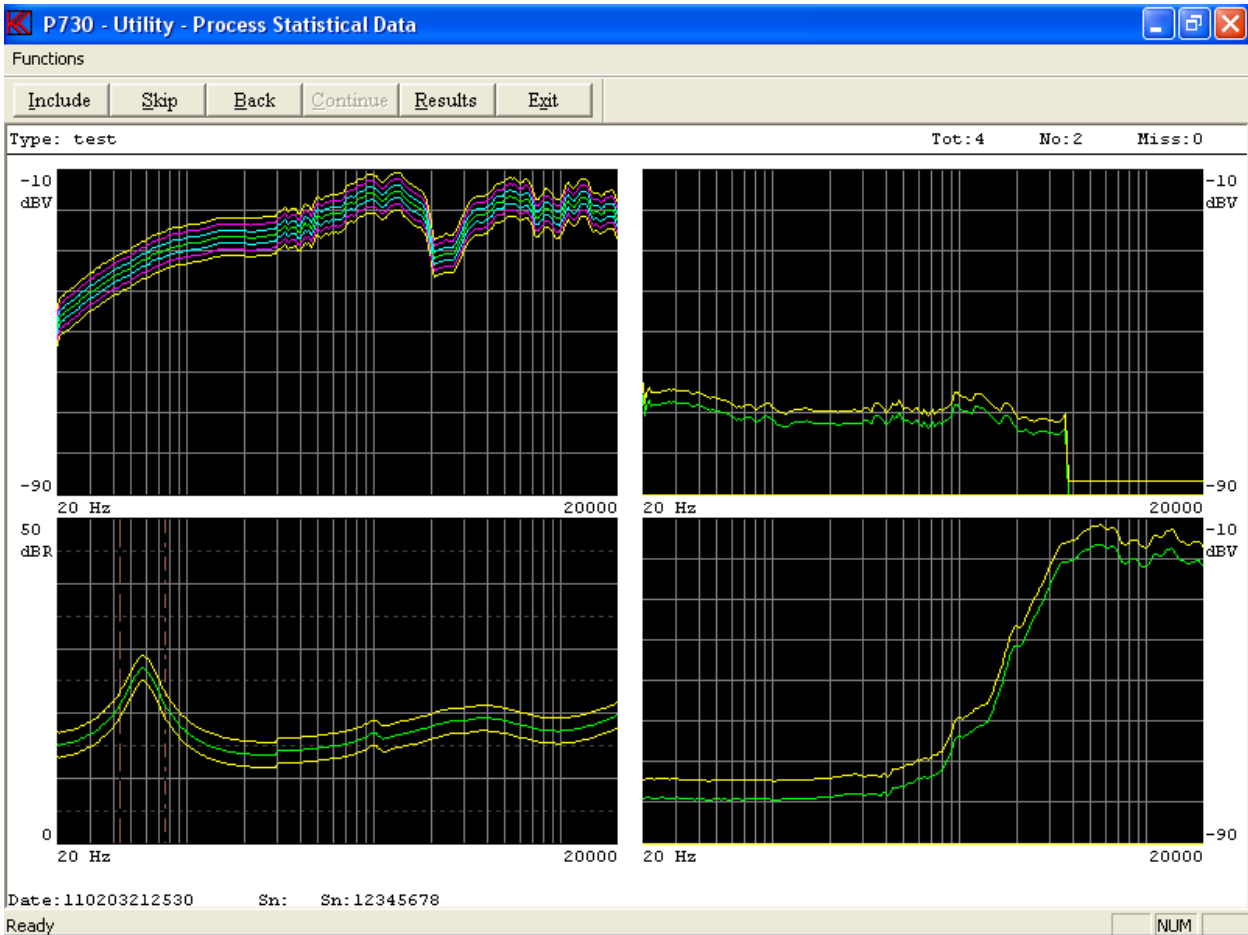 P730 - Utility - Process Statistical Data
Functions
Include Skip Back Continue Results Exit
Type: test Tot:4 No:2 Miss:0
-10
dBV
-90
20 Hz 20000
-10
dBV
-90
20 Hz 20000
50
dBR
0
20 Hz 20000
-10
dBV
-90
20 Hz 20000
Date:110203212530 Sn: Sn:12345678
Ready NUM